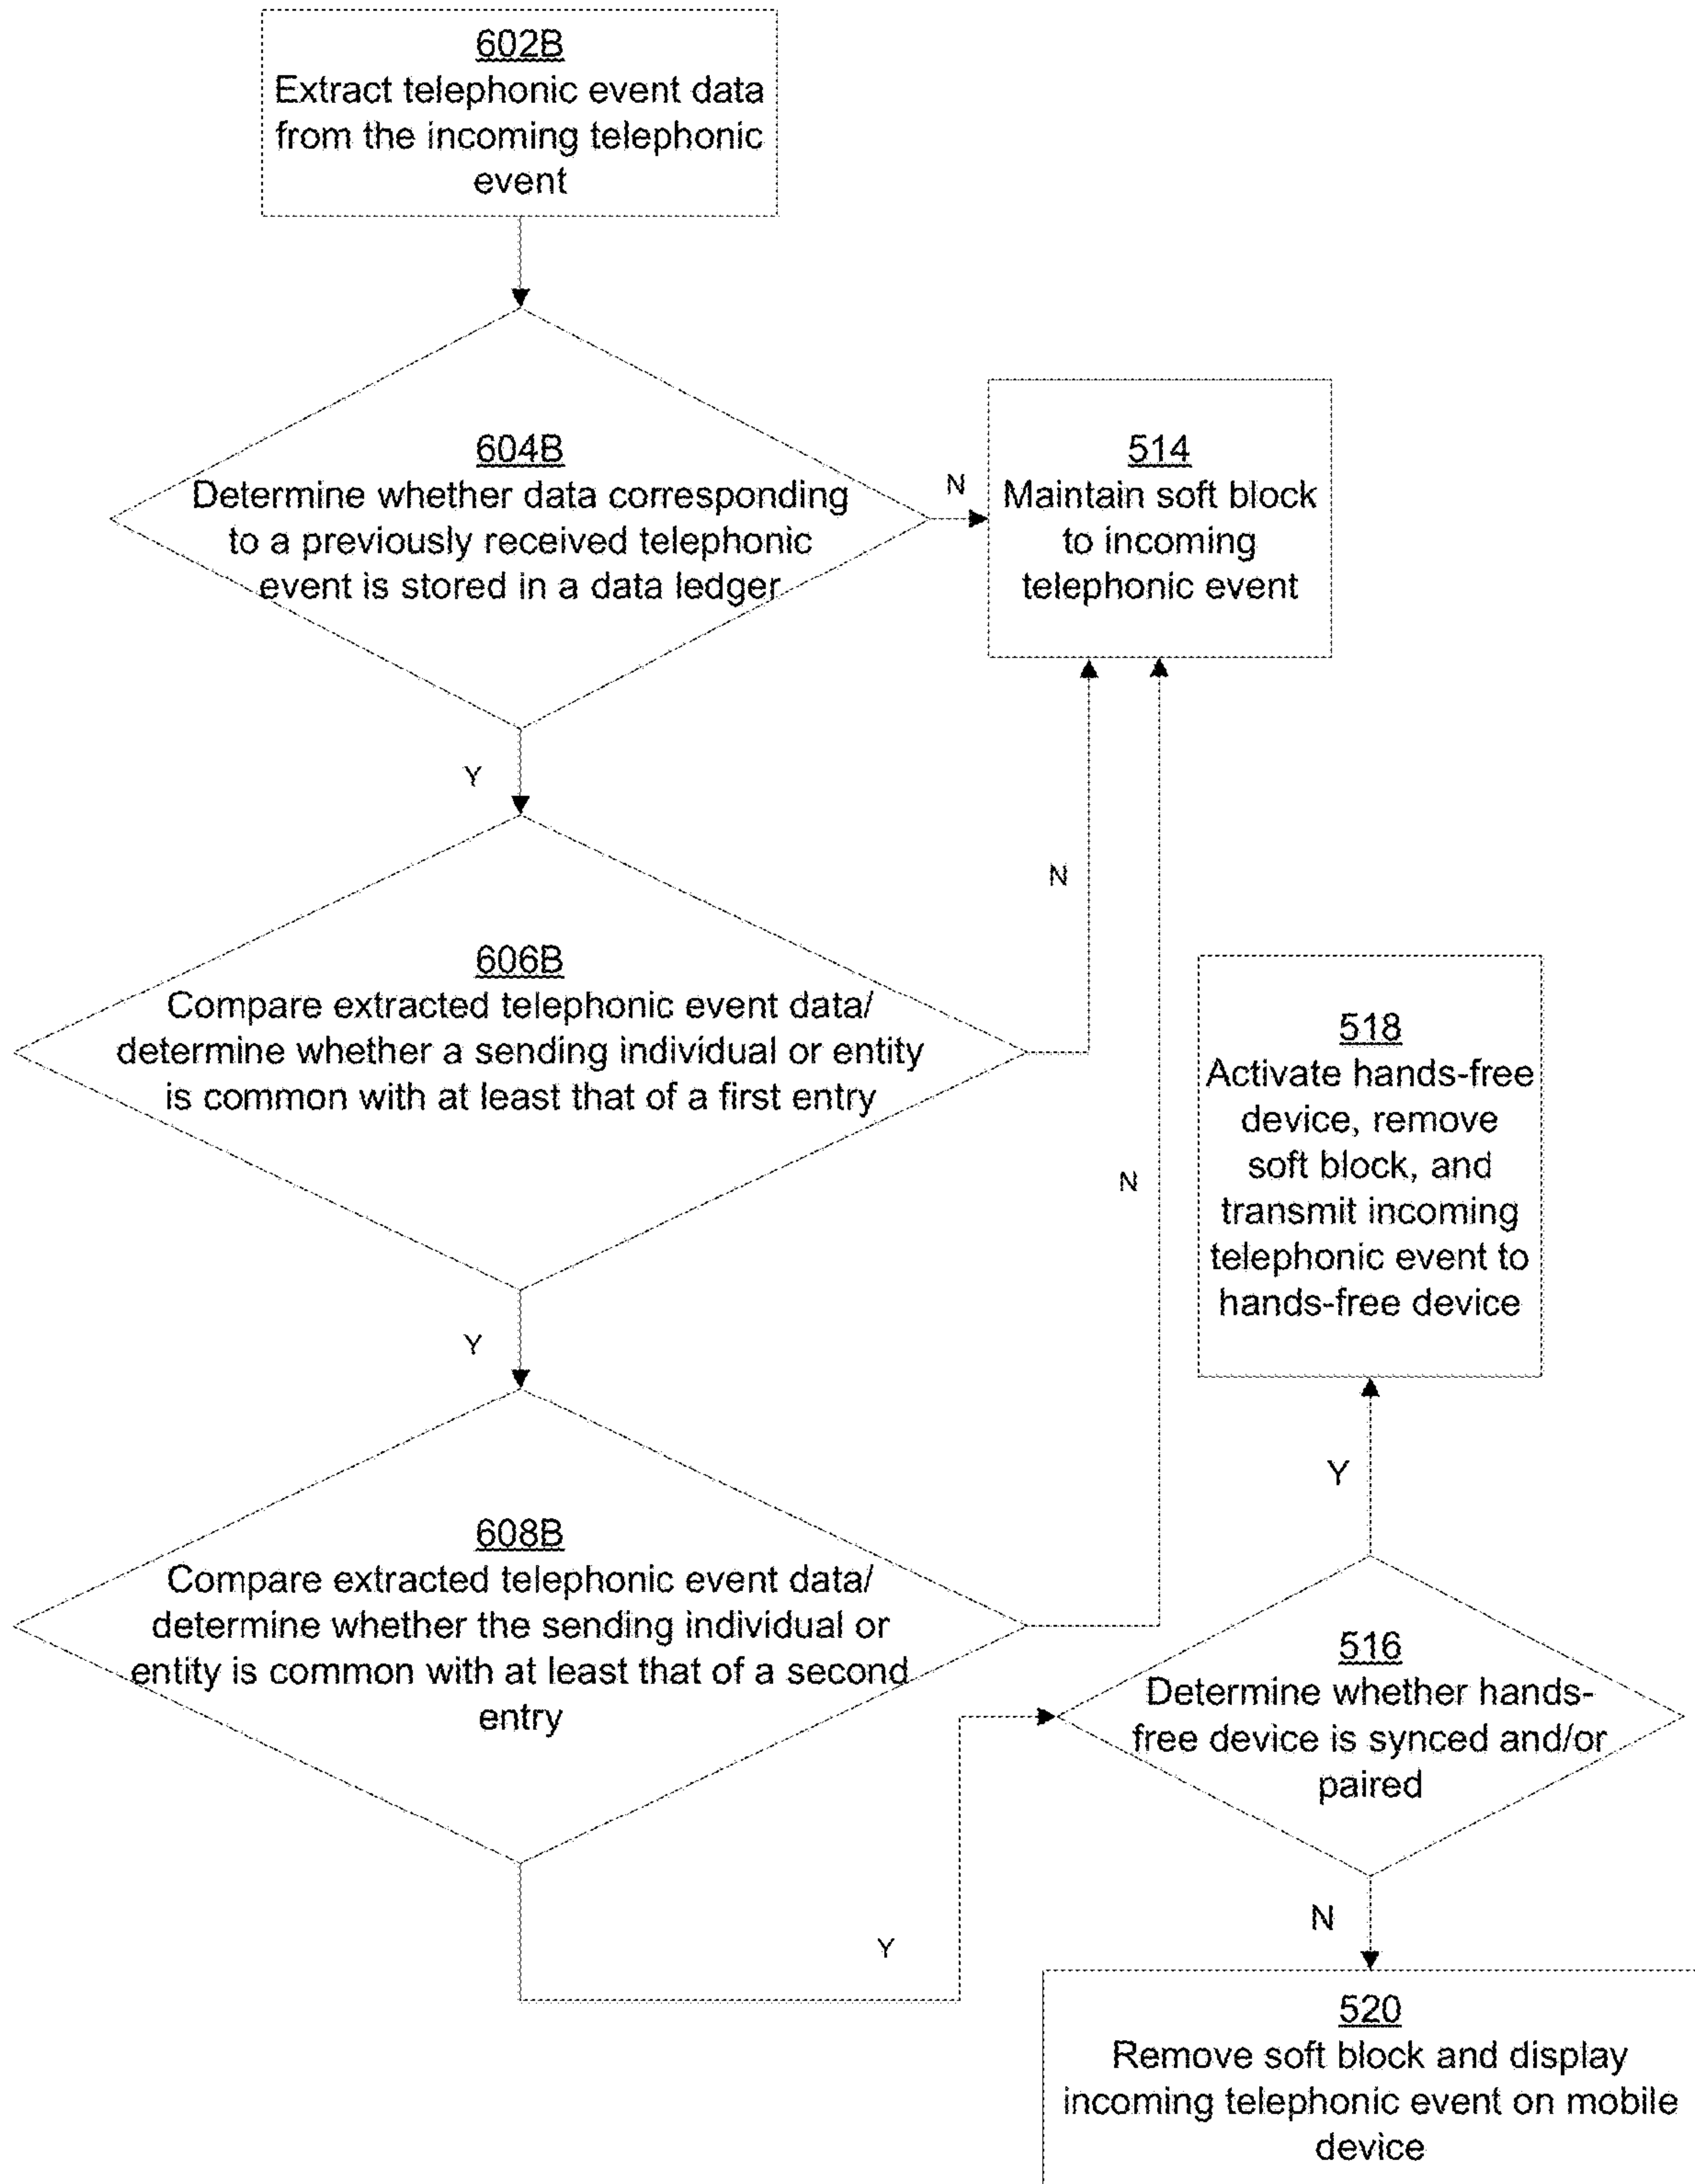 602B
Extract telephonic event data
from the incoming telephonic
event
604B
Determine whether data corresponding
to a previously received telephonic
event is stored in a data ledger
N
514
Maintain soft block
to incoming
telephonic event
Y
N
606B
Compare extracted telephonic event data/
determine whether a sending individual or entity
is common with at least that of a first entry
N
518
Activate hands-free
device, remove
soft block, and
transmit incoming
telephonic event to
hands-free device
Y
Y
608B
Compare extracted telephonic event data/
determine whether the sending individual or
entity is common with at least that of a second
entry
516
Determine whether hands-
free device is synced and/or
paired
Y
N
520
Remove soft block and display
incoming telephonic event on mobile
device